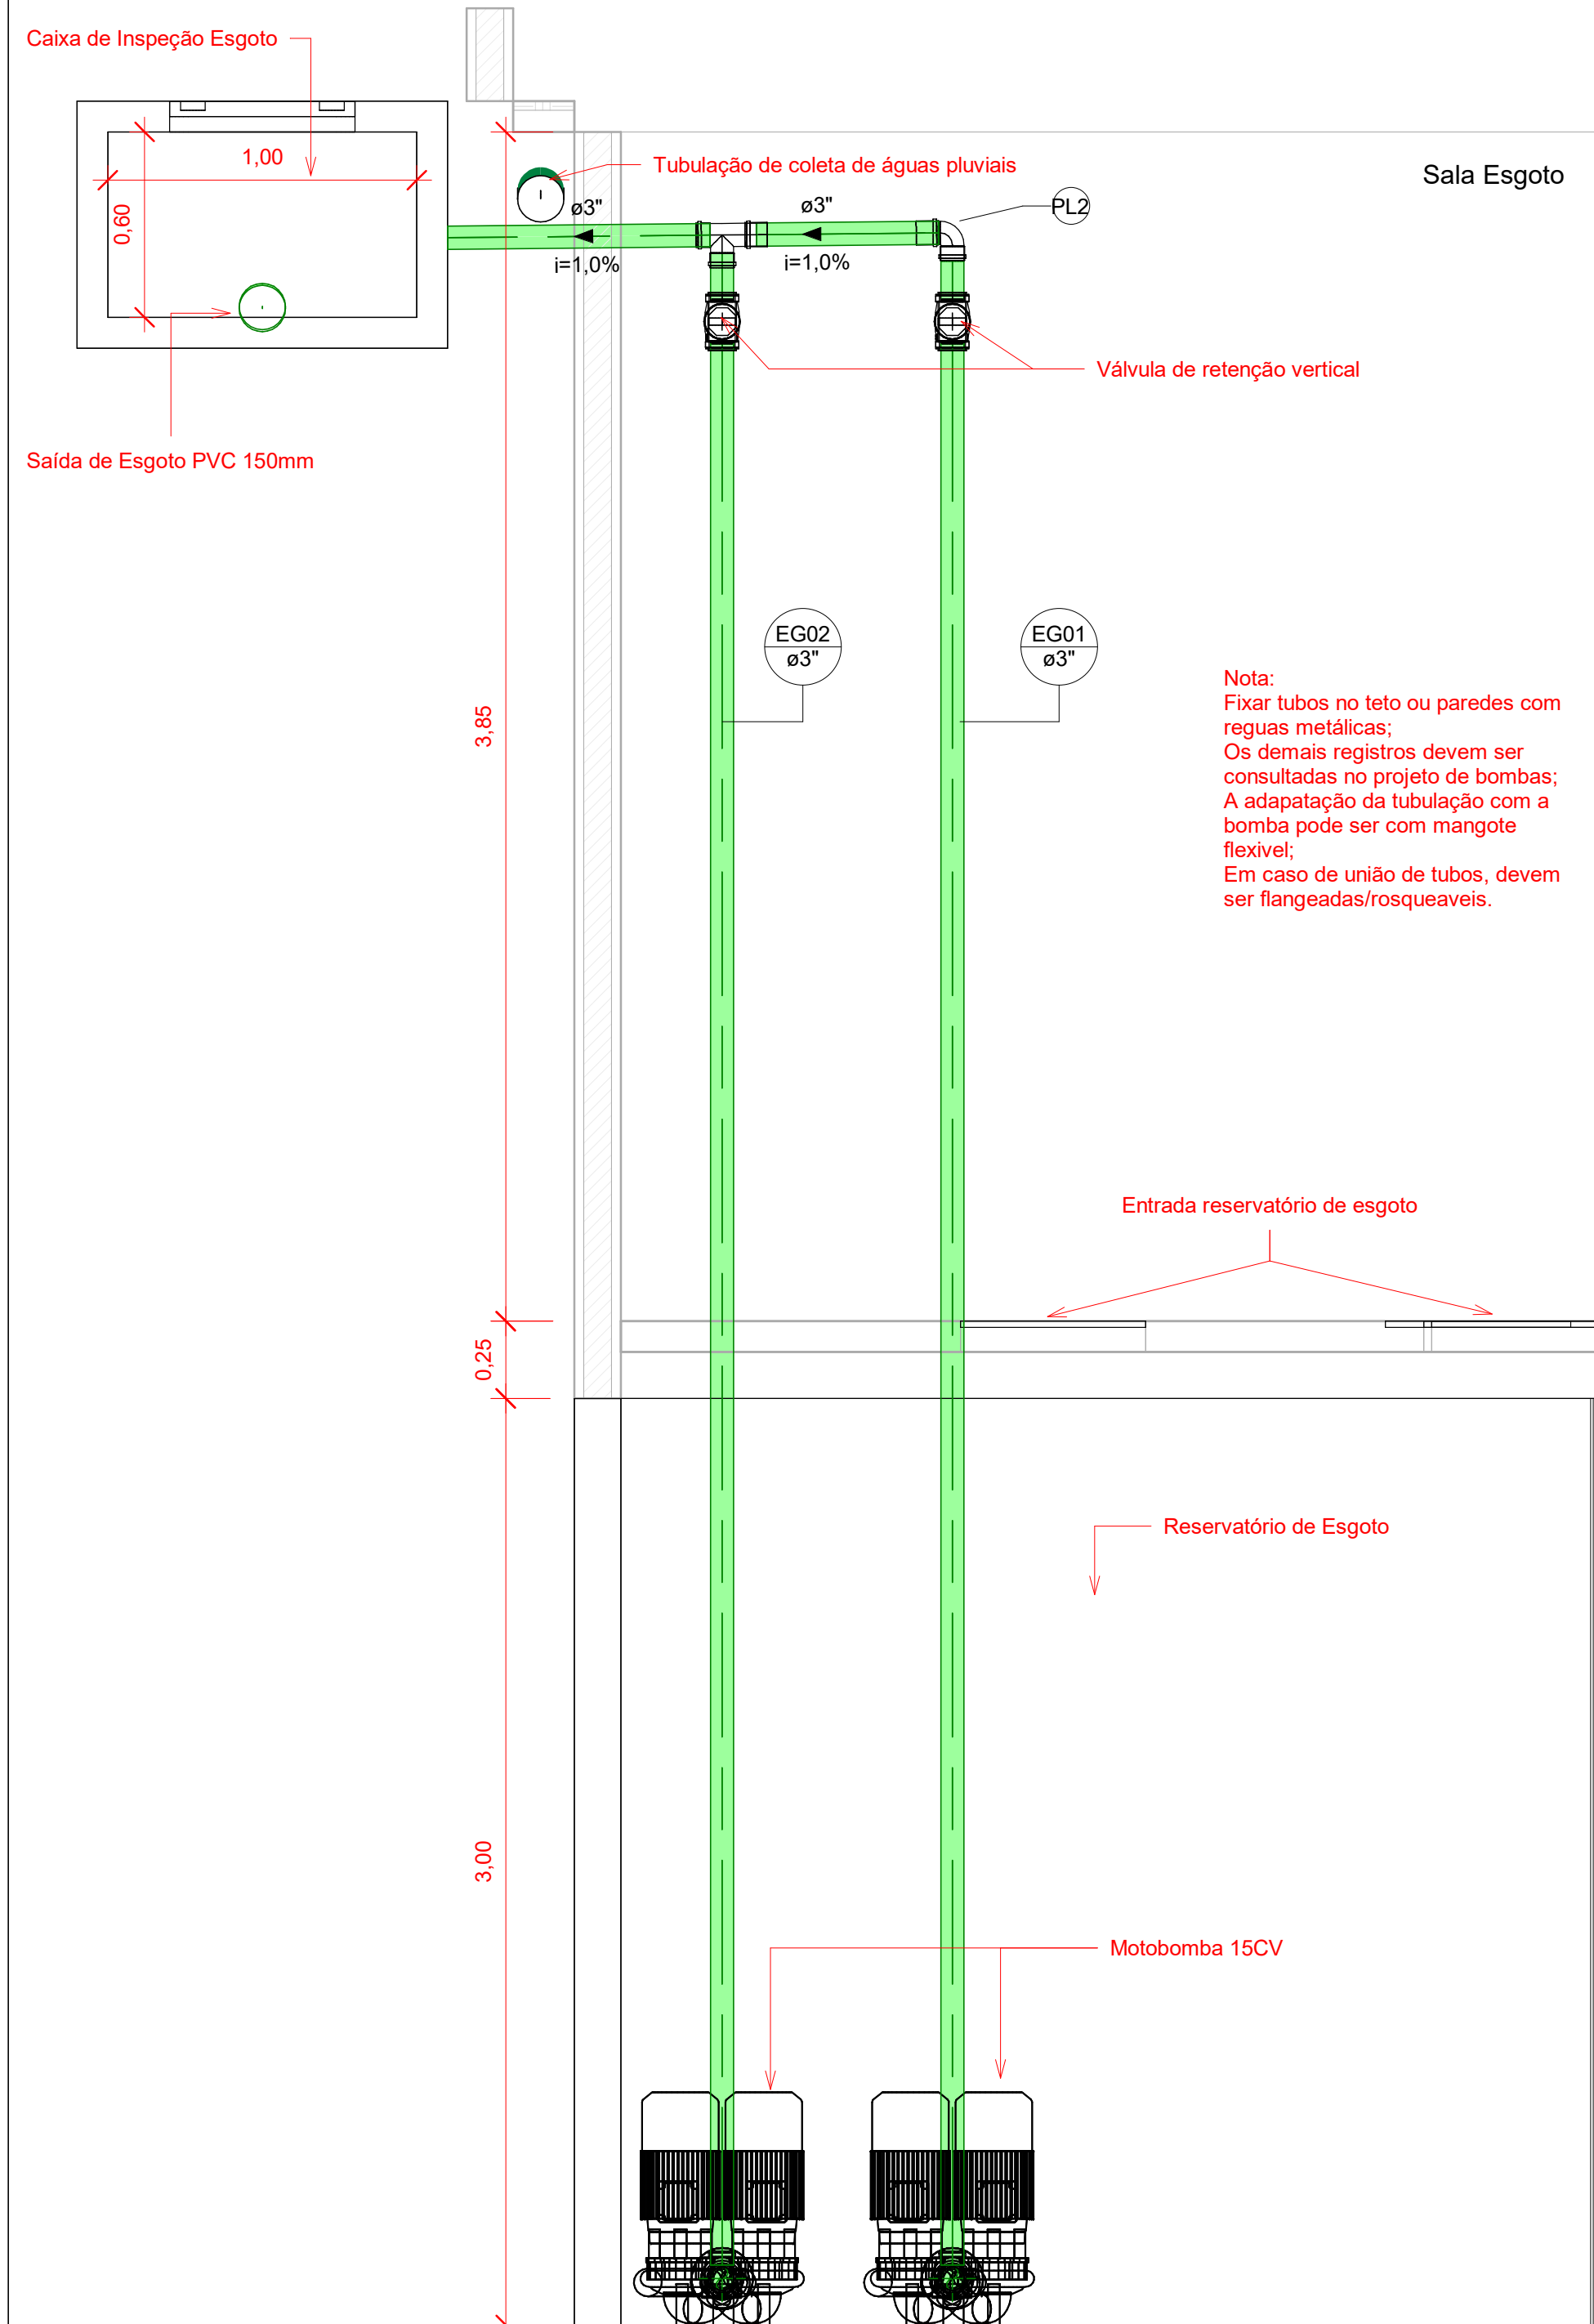 Caixa de Inspeção Esgoto
1,00
0,60
Tubulação de coleta de águas pluviais
Sala Esgoto
ø3"
ø3"
PL2
i=1,0%
i=1,0%
Válvula de retenção vertical
Saída de Esgoto PVC 150mm
EG02
ø3"
EG01
ø3"
3,85
Nota:
Fixar tubos no teto ou paredes com
reguas metálicas;
Os demais registros devem ser
consultadas no projeto de bombas;
A adapatação da tubulação com a
bomba pode ser com mangote
flexivel;
Em caso de união de tubos, devem
ser flangeadas/rosqueaveis.
Entrada reservatório de esgoto
0,25
Reservatório de Esgoto
3,00
Motobomba 15CV